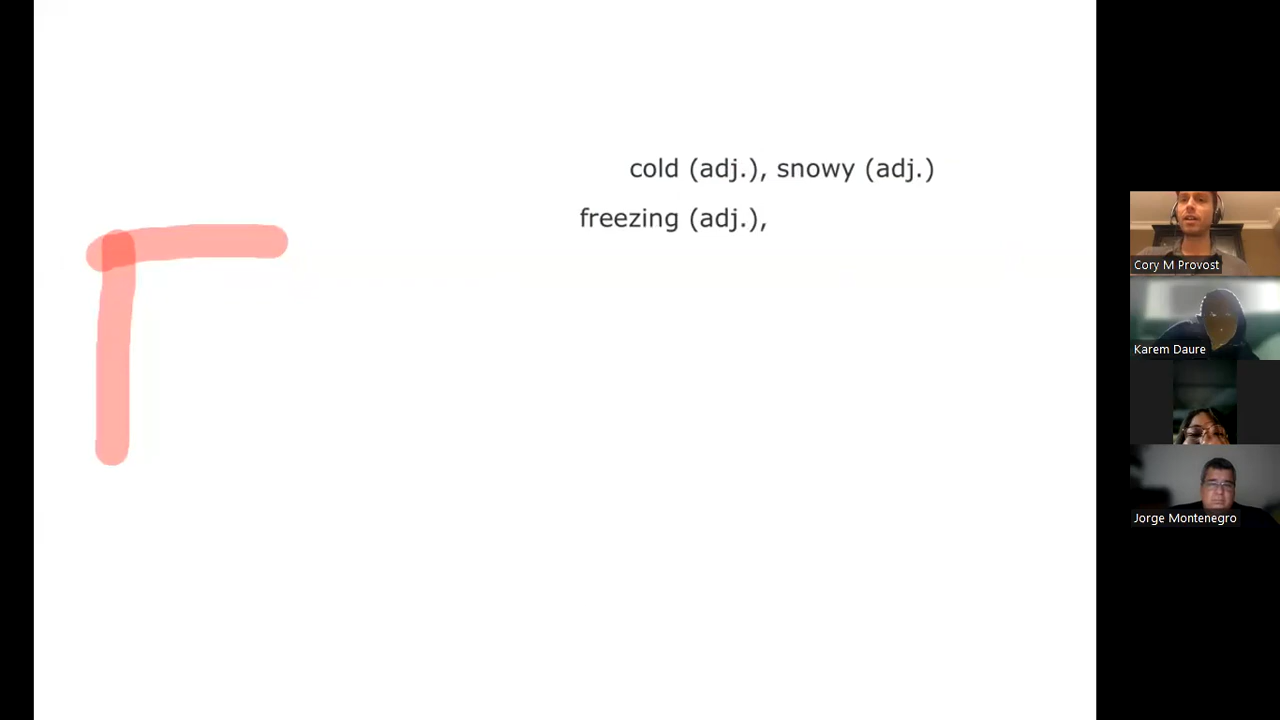 cold (adj.), snowy (adj.)
freezing (adj.),
Cory M Provost
Karem Daure
Jorge Montenegro